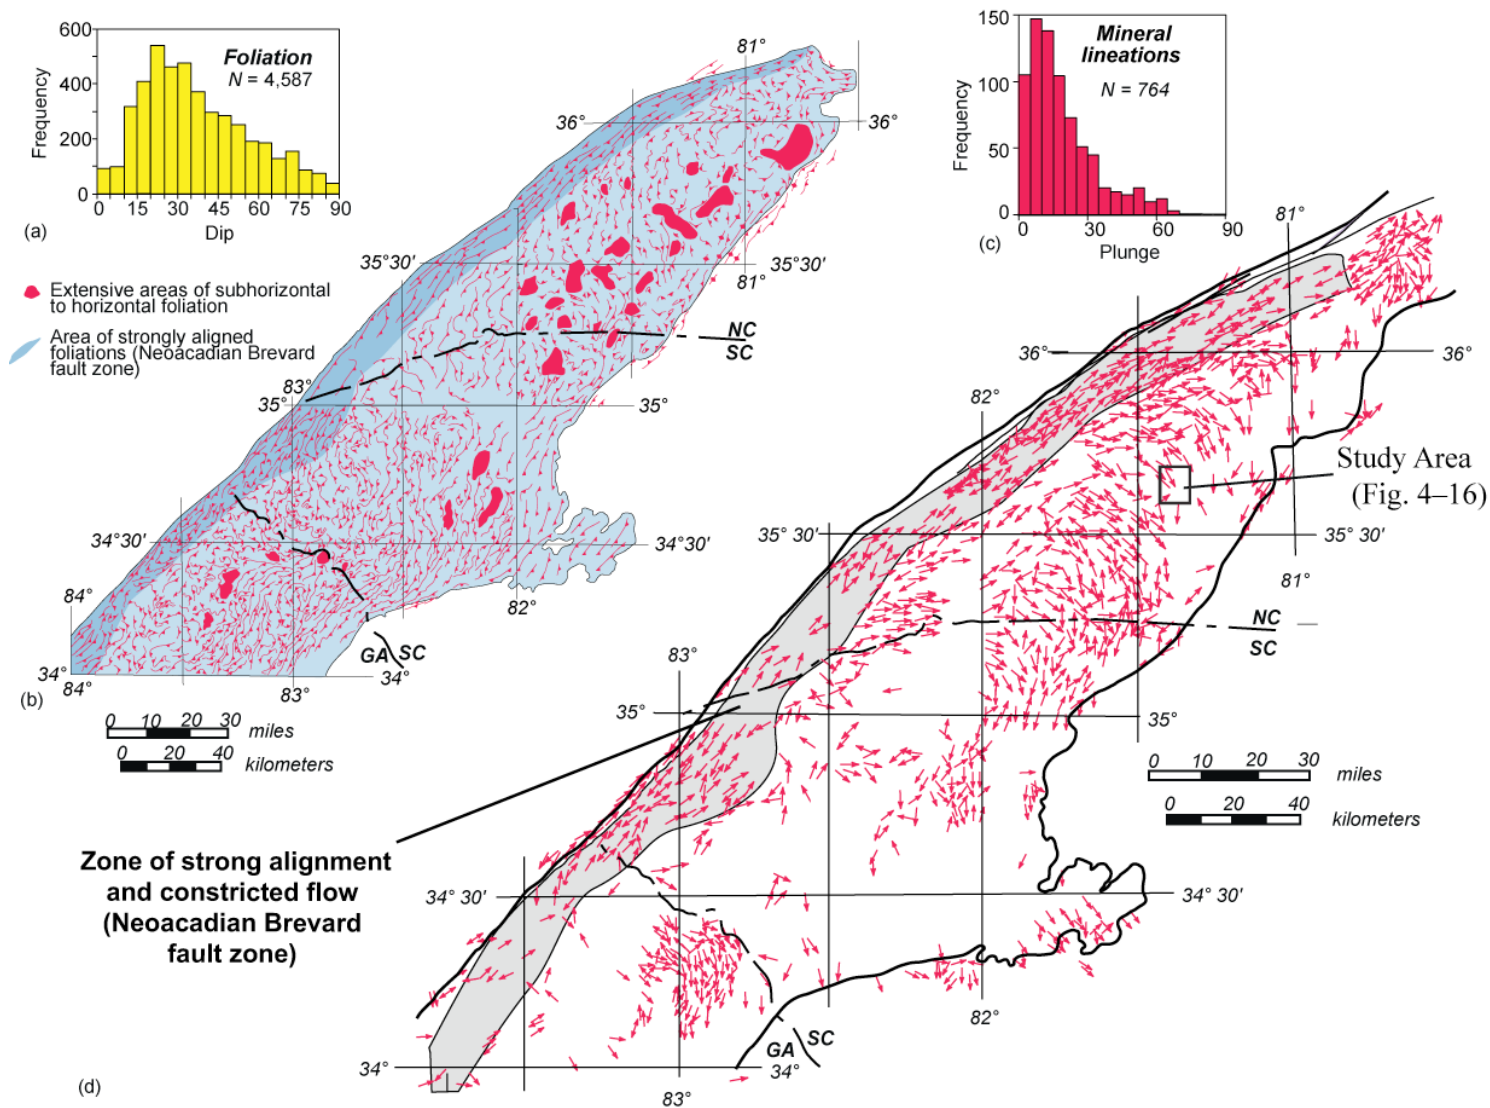 600
400
200
0
Frequency
Foliation
N = 4,587
0 15 30 45 60 75 90
Dip
(a)
Extensive areas of subhorizontal
to horizontal foliation
Area of strongly aligned
foliations (Neoacadian Brevard
fault zone)
81°
36°
36°
35°30'
35°30'
81°
NC
SC
83°
35°
35°
34°30'
34°30'
84°
82°
GA SC
34°
34°
84°
83°
(b)
0 10 20 30 miles
0 20 40 kilometers
150
100
50
0
Frequency
Mineral
lineations
N = 764
0 30 60 90
Plunge
(c)
81°
36°
36°
82°
Study Area
(Fig. 4–16)
35° 30'
35° 30'
81°
NC
SC
83°
35°
35°
0 10 20 30 miles
0 20 40 kilometers
Zone of strong alignment
and constricted flow
(Neoacadian Brevard
fault zone)
34° 30'
34° 30'
82°
GA SC
34°
34°
83°
(d)